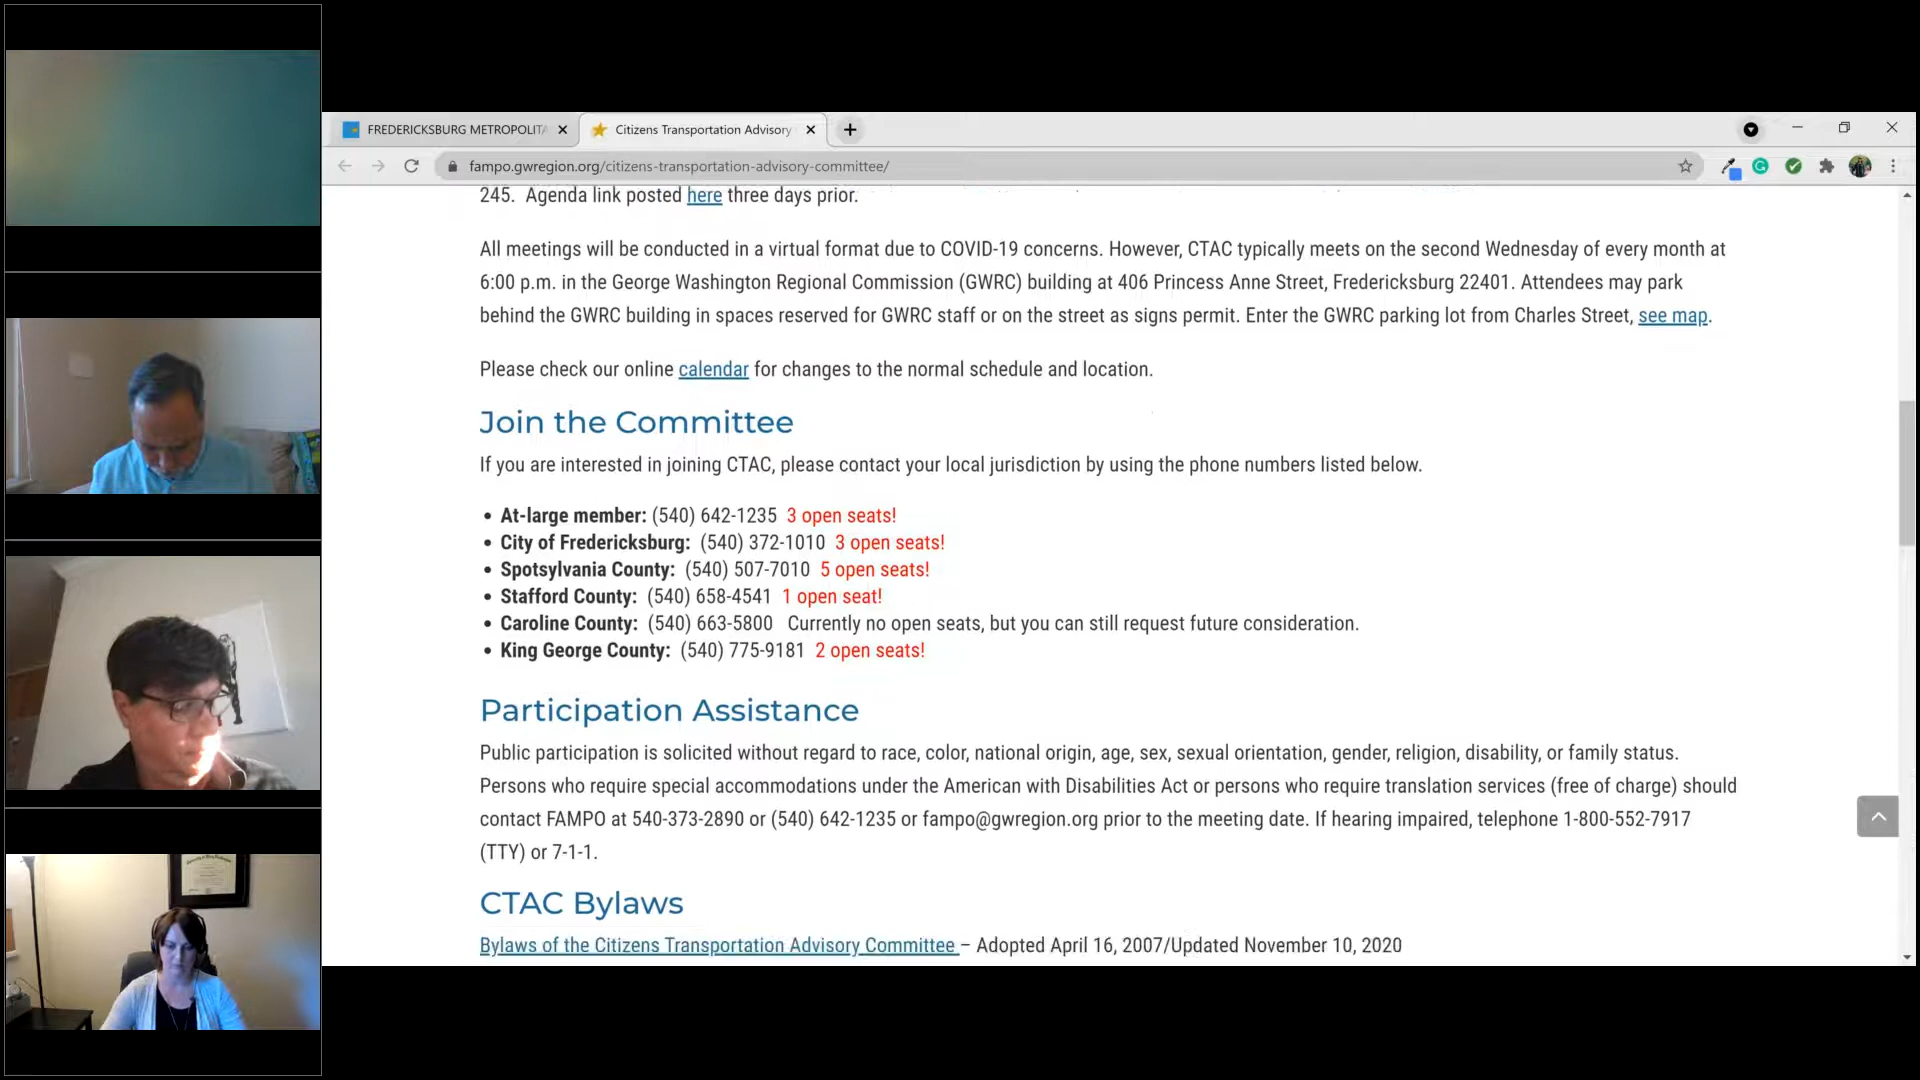 FREDERICKSBURG METROPOLITA
Citizens Transportation Advisory
fampo.gwregion.org/citizens-transportation-advisory-committee/
245. Agenda link posted here three days prior.
All meetings will be conducted in a virtual format due to COVID-19 concerns. However, CTAC typically meets on the second Wednesday of every month at
6:00 p.m. in the George Washington Regional Commission (GWRC) building at 406 Princess Anne Street, Fredericksburg 22401. Attendees may park
behind the GWRC building in spaces reserved for GWRC staff or on the street as signs permit. Enter the GWRC parking lot from Charles Street, see map.
Please check our online calendar for changes to the normal schedule and location.
Join the Committee
If you are interested in joining CTAC, please contact your local jurisdiction by using the phone numbers listed below.
• At-large member: (540) 642-1235 3 open seats!
• City of Fredericksburg: (540) 372-1010 3 open seats!
• Spotsylvania County: (540) 507-7010 5 open seats!
• Stafford County: (540) 658-4541 1 open seat!
• Caroline County: (540) 663-5800 Currently no open seats, but you can still request future consideration.
• King George County: (540) 775-9181 2 open seats!
Participation Assistance
Public participation is solicited without regard to race, color, national origin, age, sex, sexual orientation, gender, religion, disability, or family status.
Persons who require special accommodations under the American with Disabilities Act or persons who require translation services (free of charge) should
contact FAMPO at 540-373-2890 or (540) 642-1235 or fampo@gwregion.org prior to the meeting date. If hearing impaired, telephone 1-800-552-7917
(TTY) or 7-1-1.
CTAC Bylaws
Bylaws of the Citizens Transportation Advisory Committee – Adopted April 16, 2007/Updated November 10, 2020